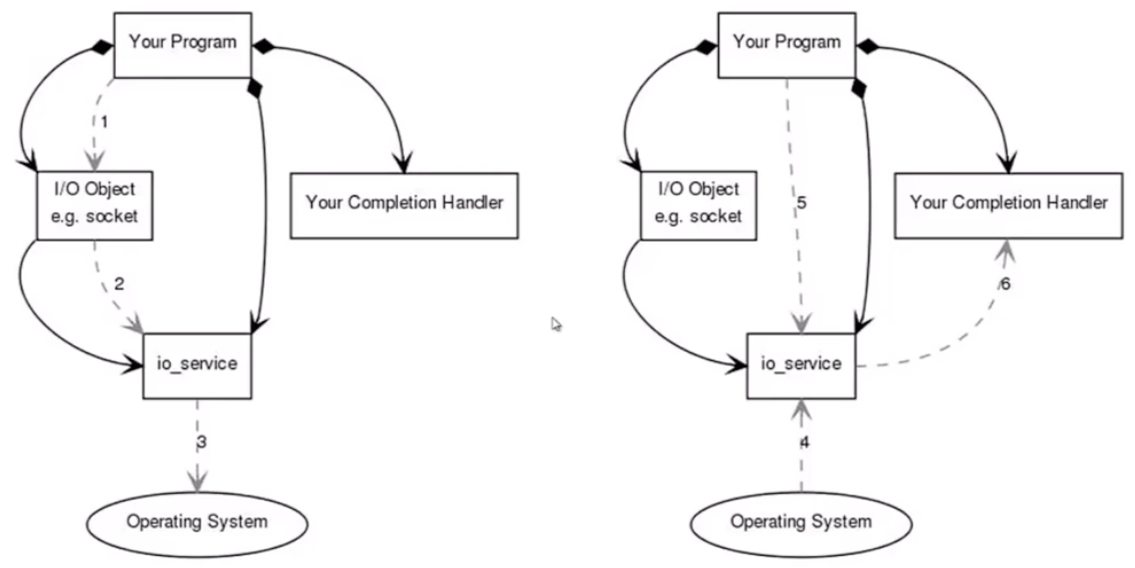 Your Program
1
I/O Object
e.g. socket
Your Completion Handler
2
io_service
3
Operating System
Your Program
I/O Object
e.g. socket
5
Your Completion Handler
6
io_service
4
Operating System